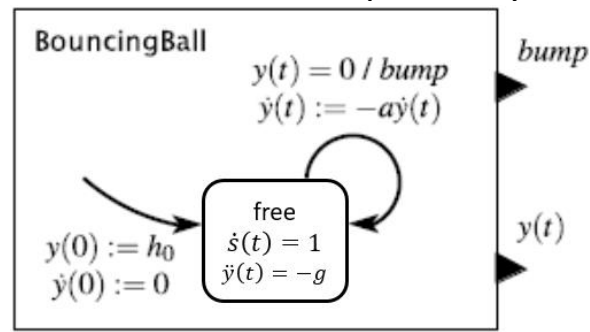 BouncingBall
bump
y(t) = 0 / bump
ẏ(t) := −aẏ(t)
free
ṡ(t) = 1
ÿ(t) = −g
y(0) := h₀
ẏ(0) := 0
y(t)